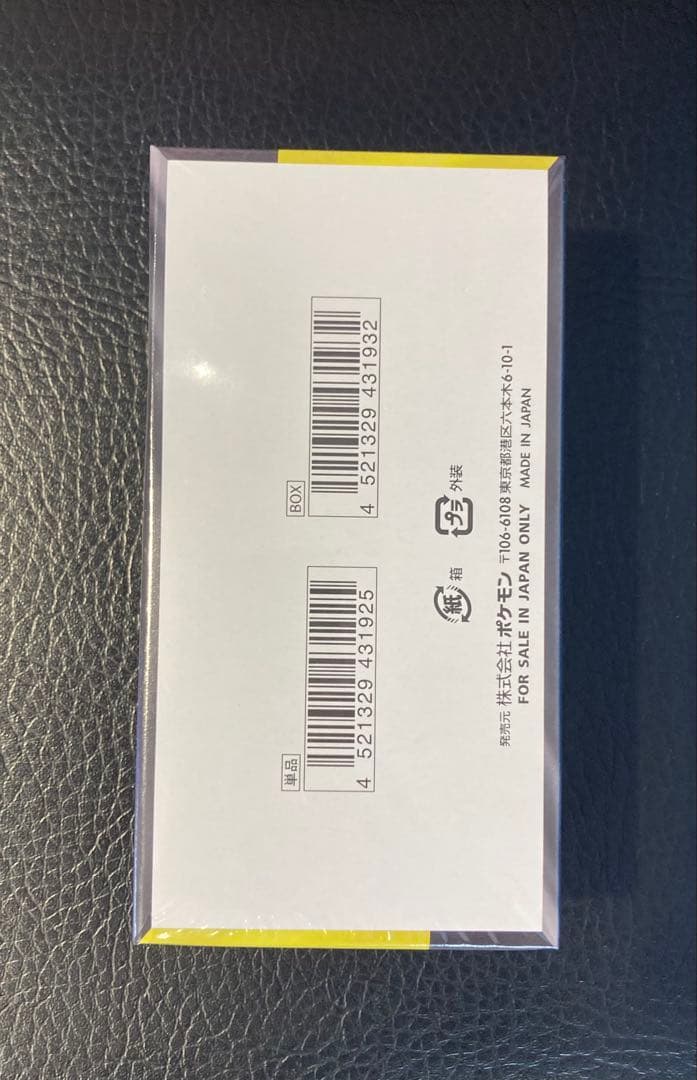 単品
4 521329 431925
BOX
4 521329 431932
紙 箱
プラ 外装
発売元 株式会社 ポケモン 〒106-6108 東京都港区六本木6-10-1
FOR SALE IN JAPAN ONLY MADE IN JAPAN